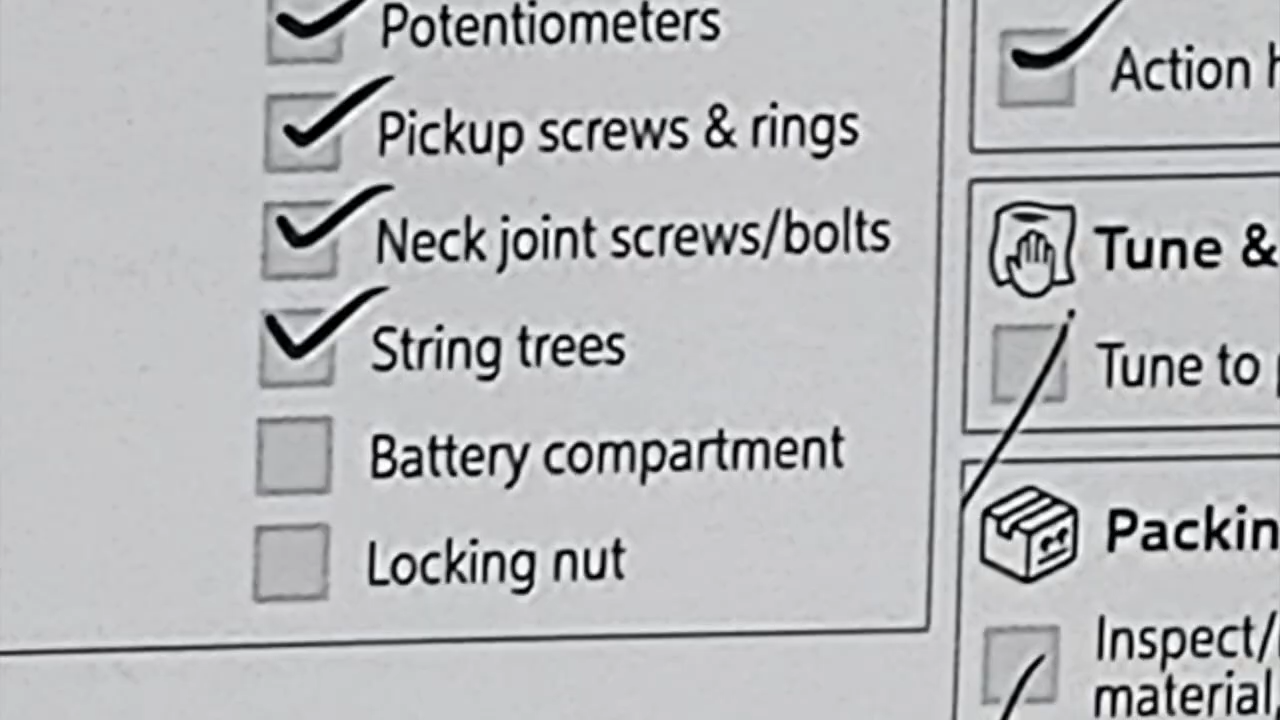 Potentiometers
Pickup screws & rings
Neck joint screws/bolts
String trees
Battery compartment
Locking nut
Action
Tune &
Tune to
Packin
Inspect/
material,